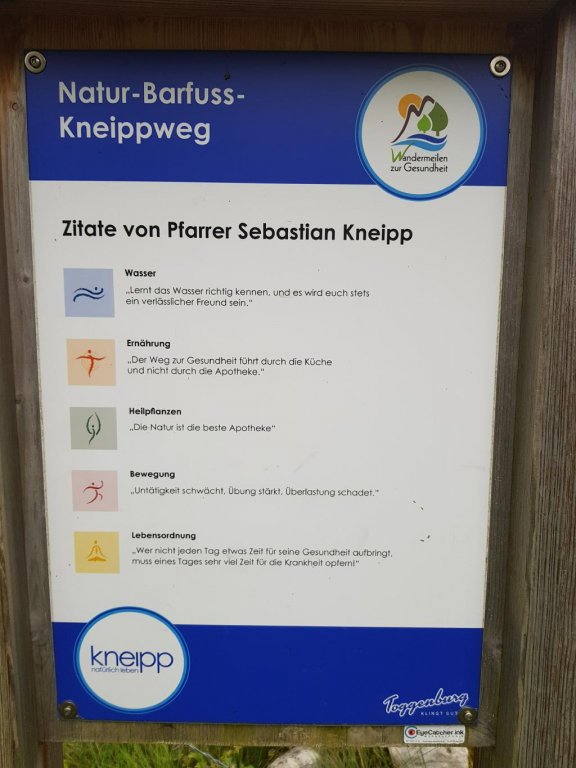 Natur-Barfuss-
Kneippweg
Wandermeilen
zur Gesundheit
Zitate von Pfarrer Sebastian Kneipp
Wasser
„Lernt das Wasser richtig kennen, und es wird euch stets
ein verlässlicher Freund sein.“
Ernährung
„Der Weg zur Gesundheit führt durch die Küche
und nicht durch die Apotheke.“
Heilpflanzen
„Die Natur ist die beste Apotheke“
Bewegung
„Untätigkeit schwächt, Übung stärkt, Überlastung schadet.“
Lebensordnung
„Wer nicht jeden Tag etwas Zeit für seine Gesundheit aufbringt,
muss eines Tages sehr viel Zeit für die Krankheit opfern!“
kneipp
natürlich leben
Toggenburg
KLINGT GUT
EyeCatcher ink